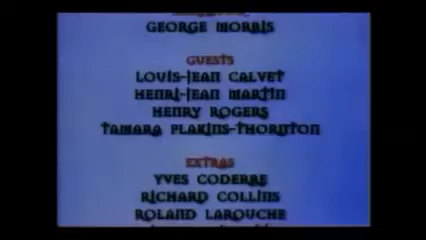 GEORGE MORRIS
GUESTS
LOUIS-JEAN CALVET
HENRI-JEAN MARTIN
HENRY ROGERS
TAMARA PLAKINS-THORNTON
EXTRAS
YVES CODERRE
RICHARD COLLINS
ROLAND LAROUCHE